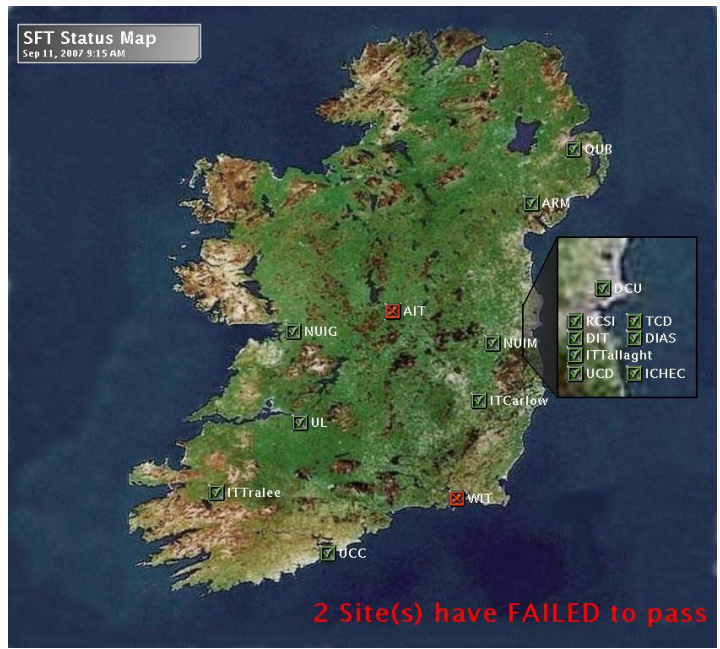 SFT Status Map
Sep 11, 2007 9:15 AM
QUB
ARM
DCU
AIT
RCSI TCD
NUIG
DIT DIAS
NUIM
ITTallaght
UCD ICHEC
ITCarlow
UL
ITTralee
WIT
UCC
2 Site(s) have FAILED to pass